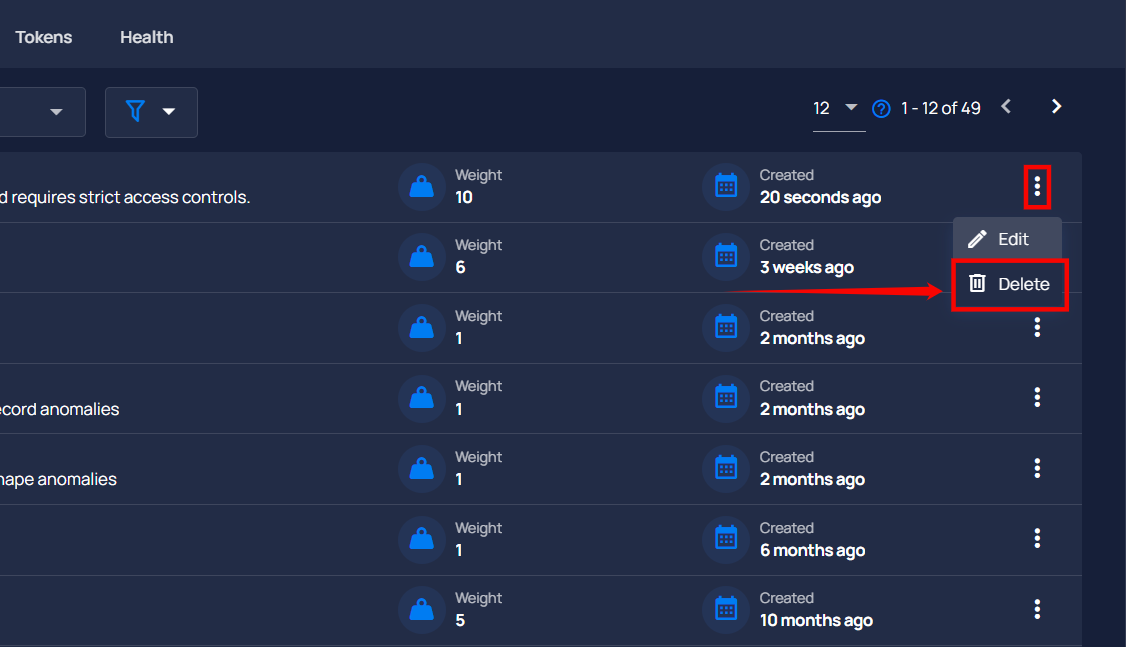 Tokens Health
12 1 - 12 of 49
requires strict access controls.
Weight
10
Created
20 seconds ago
Edit
Delete
Weight
6
Created
3 weeks ago
Weight
1
Created
2 months ago
anomalies
Weight
1
Created
2 months ago
anomalies
Weight
1
Created
2 months ago
Weight
1
Created
6 months ago
Weight
5
Created
10 months ago